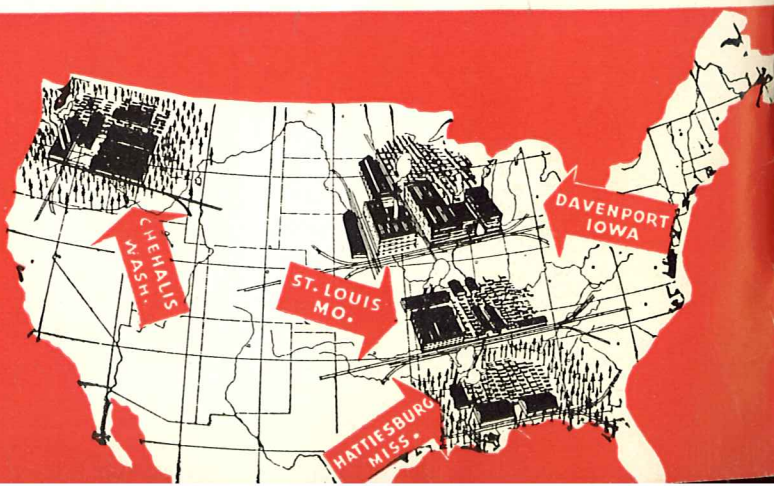 CHEHALIS
WASH.
ST. LOUIS
MO.
DAVENPORT
IOWA
HATTIESBURG
MISS.